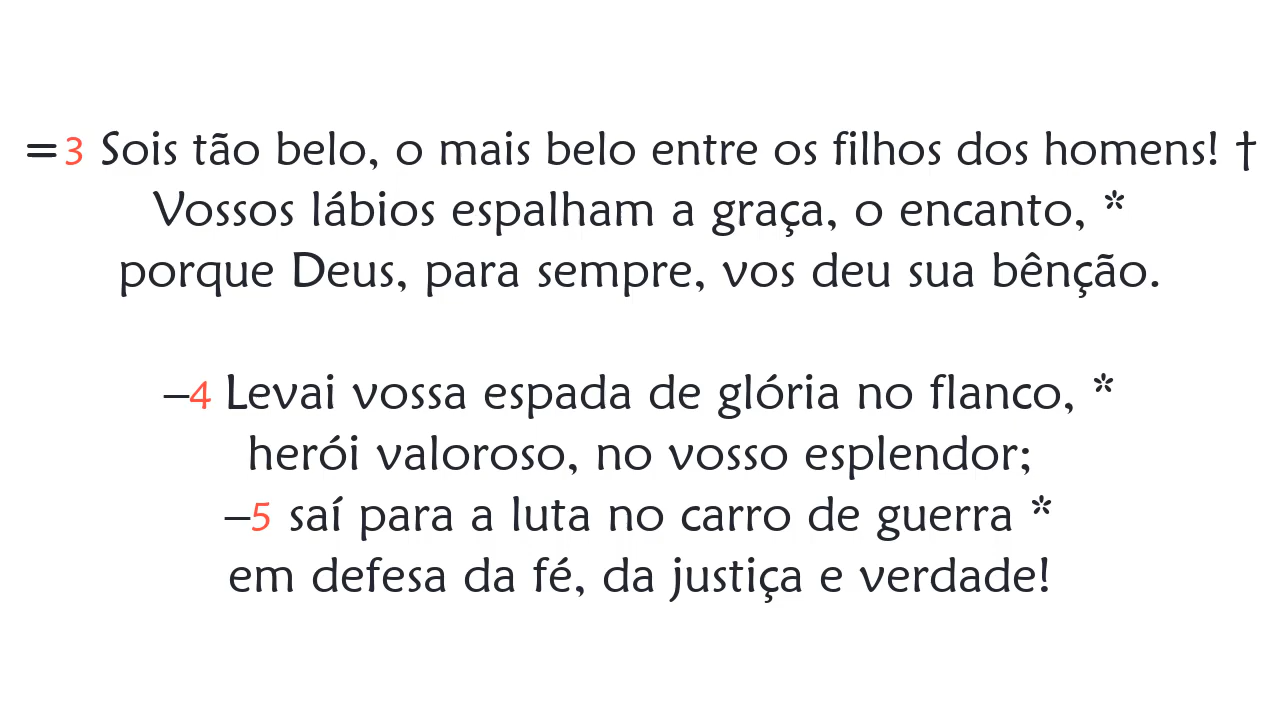 =3 Sois tão belo, o mais belo entre os filhos dos homens! †
Vossos lábios espalham a graça, o encanto, *
porque Deus, para sempre, vos deu sua bênção.
–4 Levai vossa espada de glória no flanco, *
herói valoroso, no vosso esplendor;
–5 saí para a luta no carro de guerra *
em defesa da fé, da justiça e verdade!